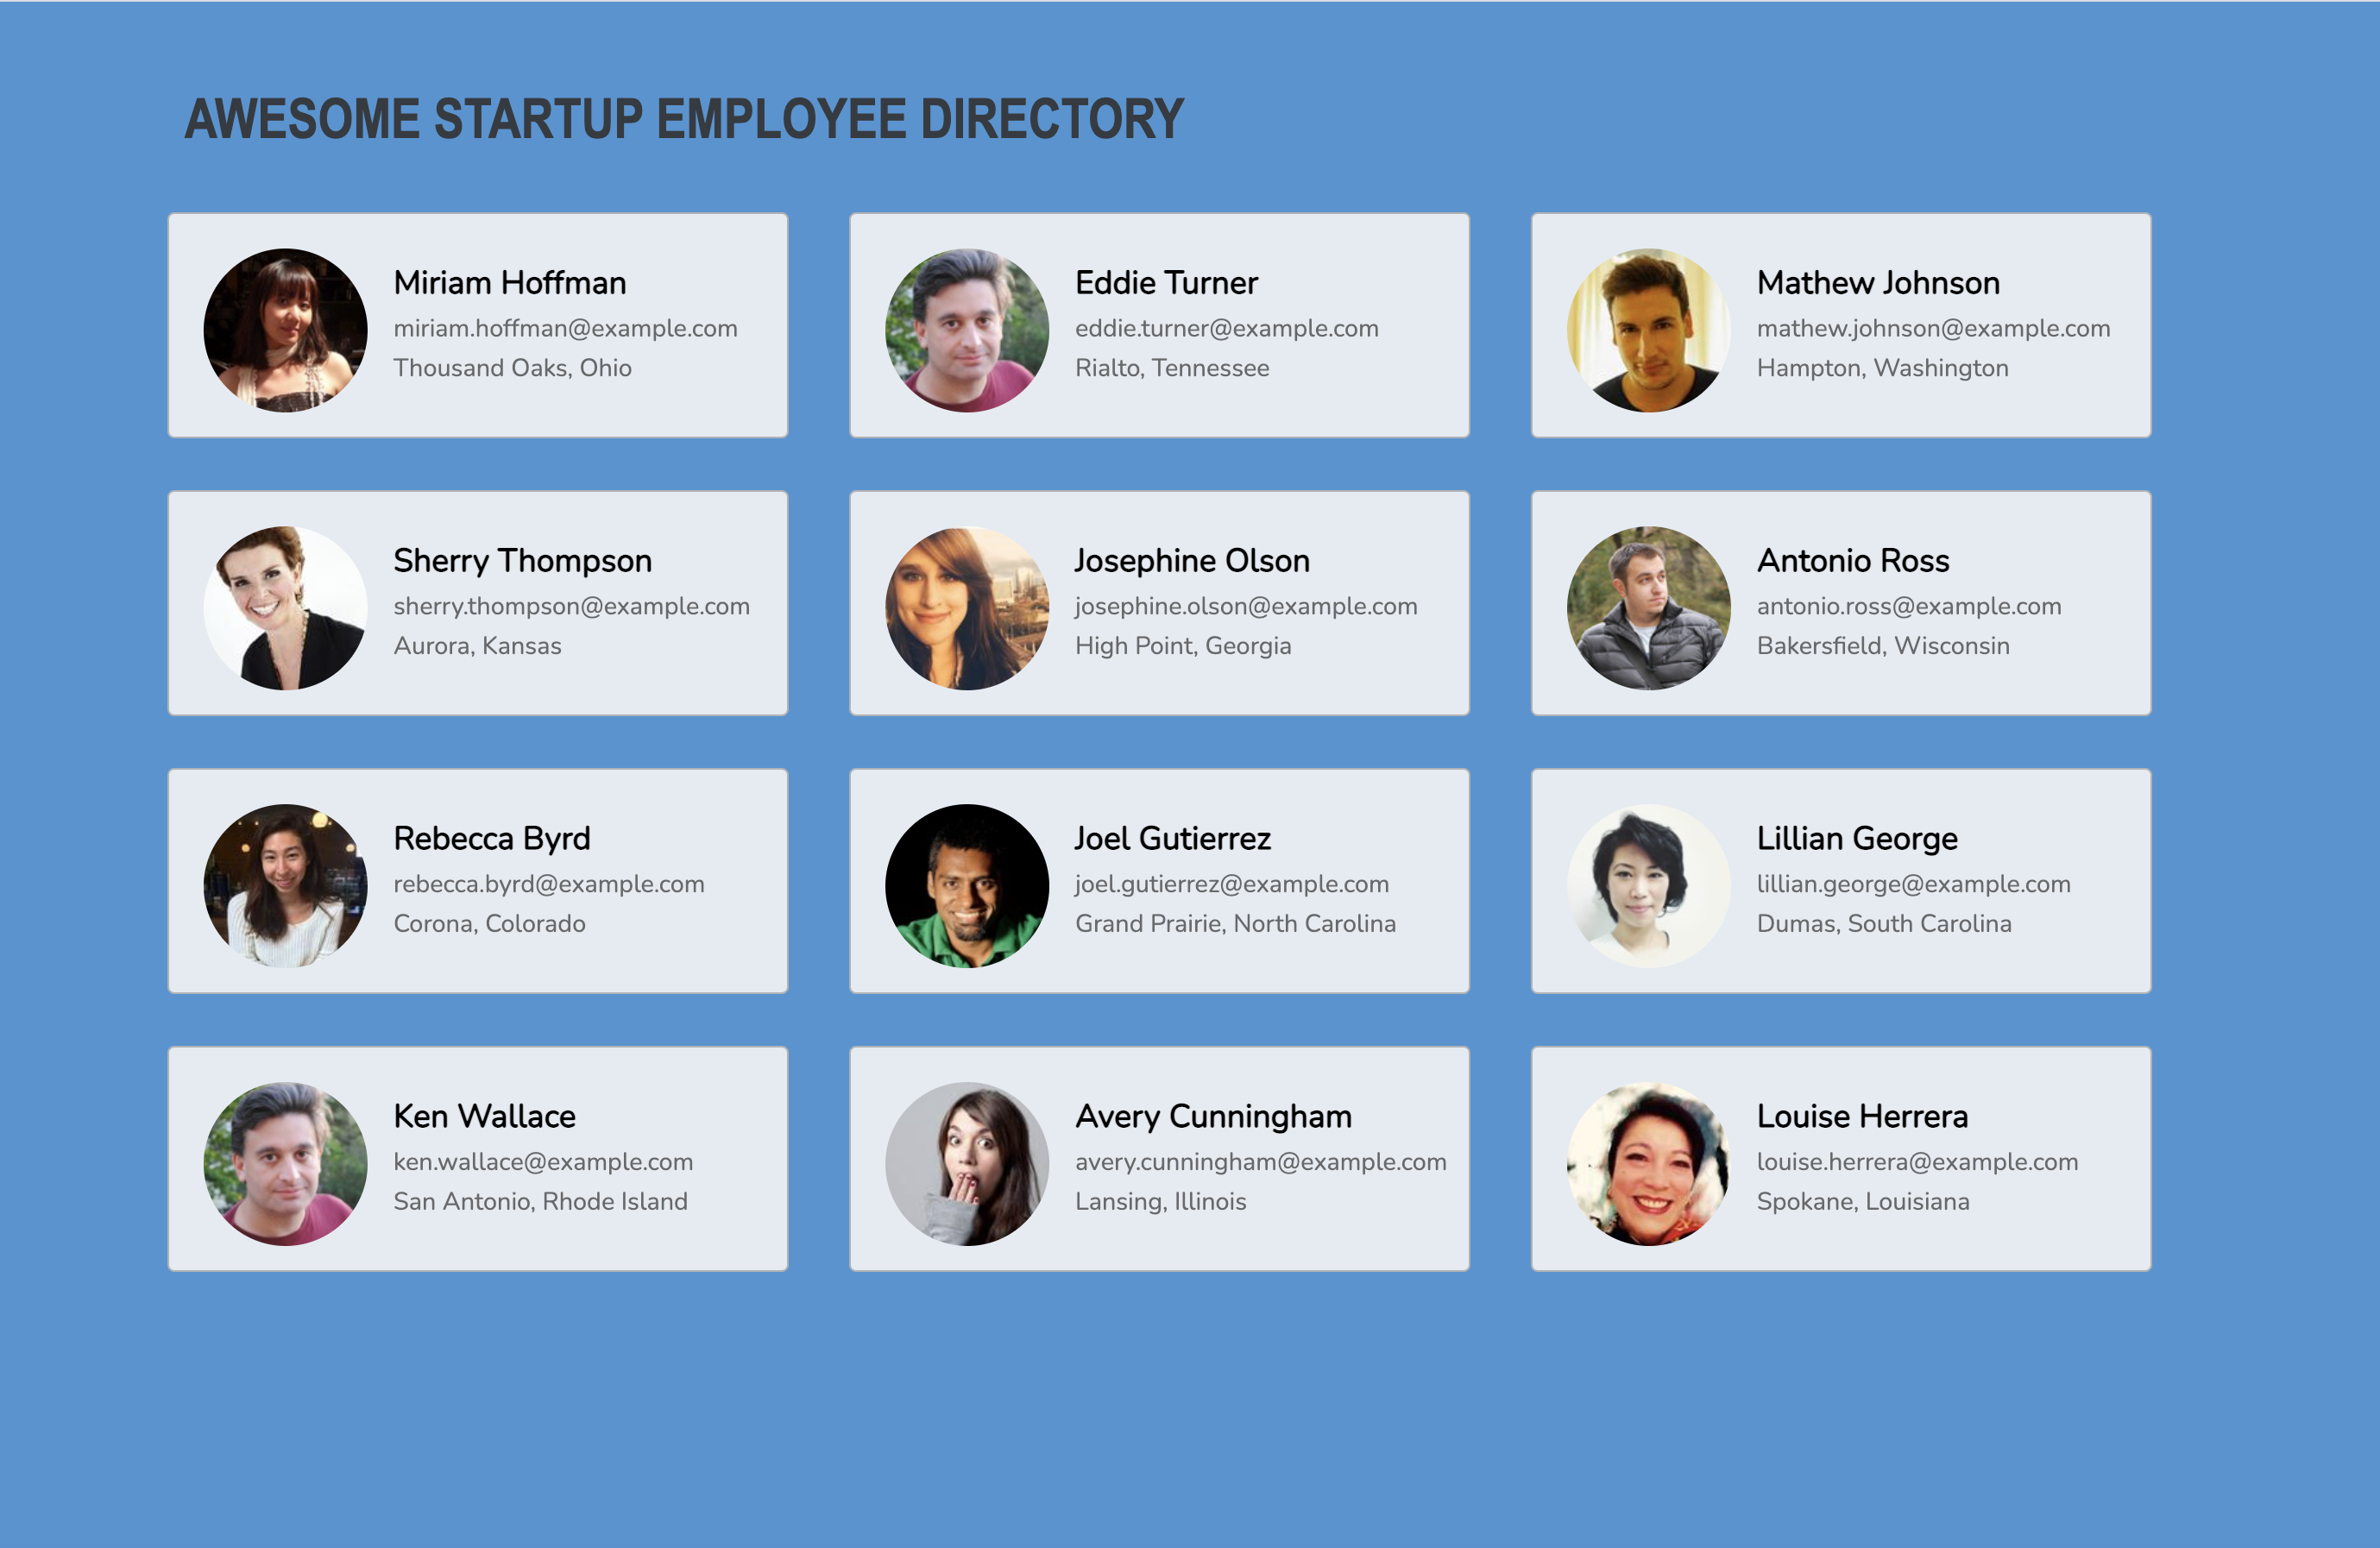 AWESOME STARTUP EMPLOYEE DIRECTORY
Miriam Hoffman
miriam.hoffman@example.com
Thousand Oaks, Ohio
Eddie Turner
eddie.turner@example.com
Rialto, Tennessee
Mathew Johnson
mathew.johnson@example.com
Hampton, Washington
Sherry Thompson
sherry.thompson@example.com
Aurora, Kansas
Josephine Olson
josephine.olson@example.com
High Point, Georgia
Antonio Ross
antonio.ross@example.com
Bakersfield, Wisconsin
Rebecca Byrd
rebecca.byrd@example.com
Corona, Colorado
Joel Gutierrez
joel.gutierrez@example.com
Grand Prairie, North Carolina
Lillian George
lillian.george@example.com
Dumas, South Carolina
Ken Wallace
ken.wallace@example.com
San Antonio, Rhode Island
Avery Cunningham
avery.cunningham@example.com
Lansing, Illinois
Louise Herrera
louise.herrera@example.com
Spokane, Louisiana